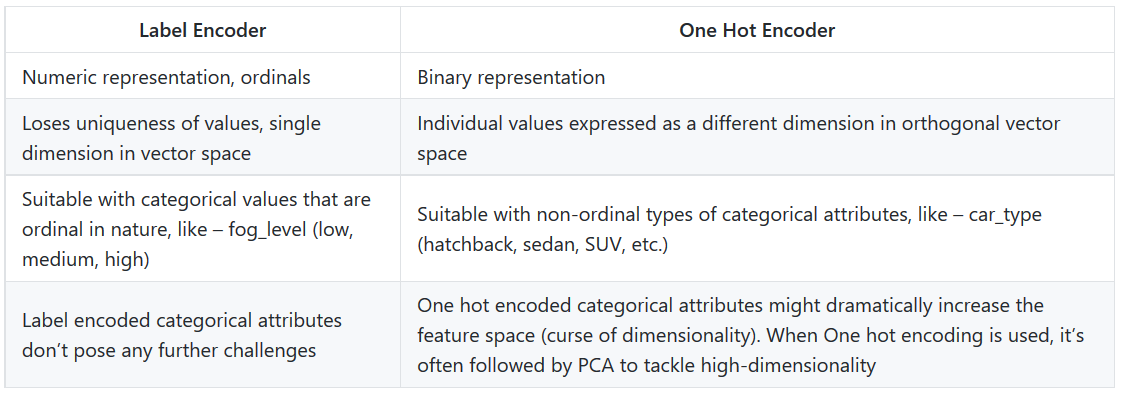 Label Encoder
One Hot Encoder
Numeric representation, ordinals
Binary representation
Loses uniqueness of values, single
dimension in vector space
Individual values expressed as a different dimension in orthogonal vector
space
Suitable with categorical values that are
ordinal in nature, like – fog_level (low,
medium, high)
Suitable with non-ordinal types of categorical attributes, like – car_type
(hatchback, sedan, SUV, etc.)
Label encoded categorical attributes
don’t pose any further challenges
One hot encoded categorical attributes might dramatically increase the
feature space (curse of dimensionality). When One hot encoding is used, it’s
often followed by PCA to tackle high-dimensionality